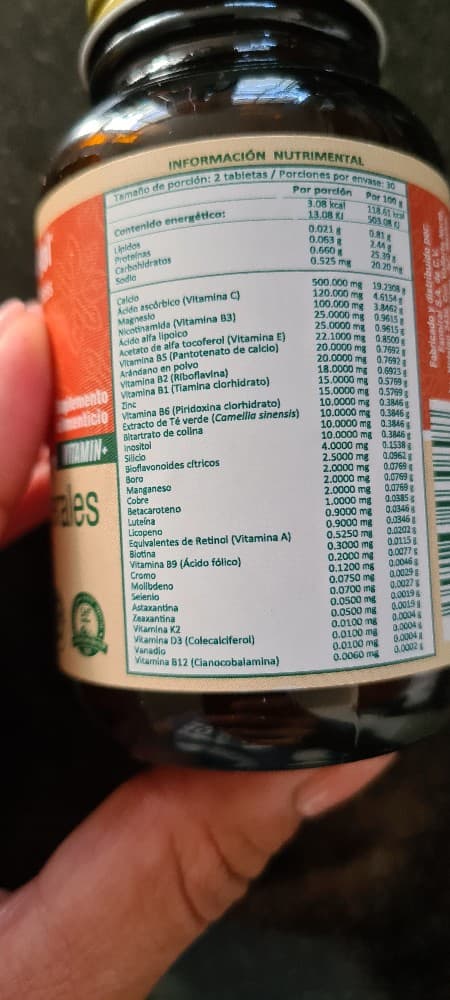 INFORMACIÓN NUTRIMENTAL
Tamaño de porción: 2 tabletas / Porciones por envase: 30
Por porción Por 100 g
Contenido energético: 3.08 kcal 118.61 kcal
13.08 KJ 503.08 KJ
Lípidos 0.021 g 0.81 g
Proteínas 0.063 g 2.44 g
Carbohidratos 0.660 g 25.39 g
Sodio 0.525 mg 20.20 mg
Calcio 500.000 mg 19.2308 g
Ácido ascórbico (Vitamina C) 120.000 mg 4.6154 g
Magnesio 100.000 mg 3.8462 g
Nicotinamida (Vitamina B3) 25.0000 mg 0.9615 g
Ácido alfa lipoico 25.0000 mg 0.9615 g
Acetato de alfa tocoferol (Vitamina E) 22.1000 mg 0.8500 g
Vitamina B5 (Pantotenato de calcio) 20.0000 mg 0.7692 g
Arándano en polvo 20.0000 mg 0.7692 g
Vitamina B2 (Riboflavina) 18.0000 mg 0.6923 g
Vitamina B1 (Tiamina clorhidrato) 15.0000 mg 0.5769 g
Zinc 15.0000 mg 0.5769 g
Vitamina B6 (Piridoxina clorhidrato) 10.0000 mg 0.3846 g
Extracto de Té verde (Camellia sinensis) 10.0000 mg 0.3846 g
Bitartrato de colina 10.0000 mg 0.3846 g
Inositol 10.0000 mg 0.3846 g
Silicio 4.0000 mg 0.1538 g
Bioflavonoides cítricos 2.5000 mg 0.0962 g
Boro 2.0000 mg 0.0769 g
Manganeso 2.0000 mg 0.0769 g
Cobre 2.0000 mg 0.0769 g
Betacaroteno 1.0000 mg 0.0385 g
Luteína 0.9000 mg 0.0346 g
Licopeno 0.9000 mg 0.0346 g
Equivalentes de Retinol (Vitamina A) 0.5250 mg 0.0202 g
Biotina 0.3000 mg 0.0115 g
Vitamina B9 (Ácido fólico) 0.2000 mg 0.0077 g
Cromo 0.1200 mg 0.0046 g
Molibdeno 0.0750 mg 0.0029 g
Selenio 0.0700 mg 0.0027 g
Astaxantina 0.0500 mg 0.0019 g
Zeaxantina 0.0500 mg 0.0019 g
Vitamina K2 0.0100 mg 0.0004 g
Vitamina D3 (Colecalciferol) 0.0100 mg 0.0004 g
Vanadio 0.0100 mg 0.0004 g
Vitamina B12 (Cianocobalamina) 0.0060 mg 0.0002 g
plemento
menticio
VITAMIN+
ales
Fabricado y distribuido por: